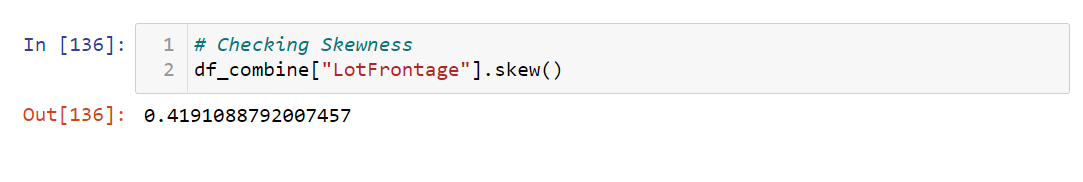 In [136]: 1 # Checking Skewness
2 df_combine["LotFrontage"].skew()
Out[136]: 0.4191088792007457